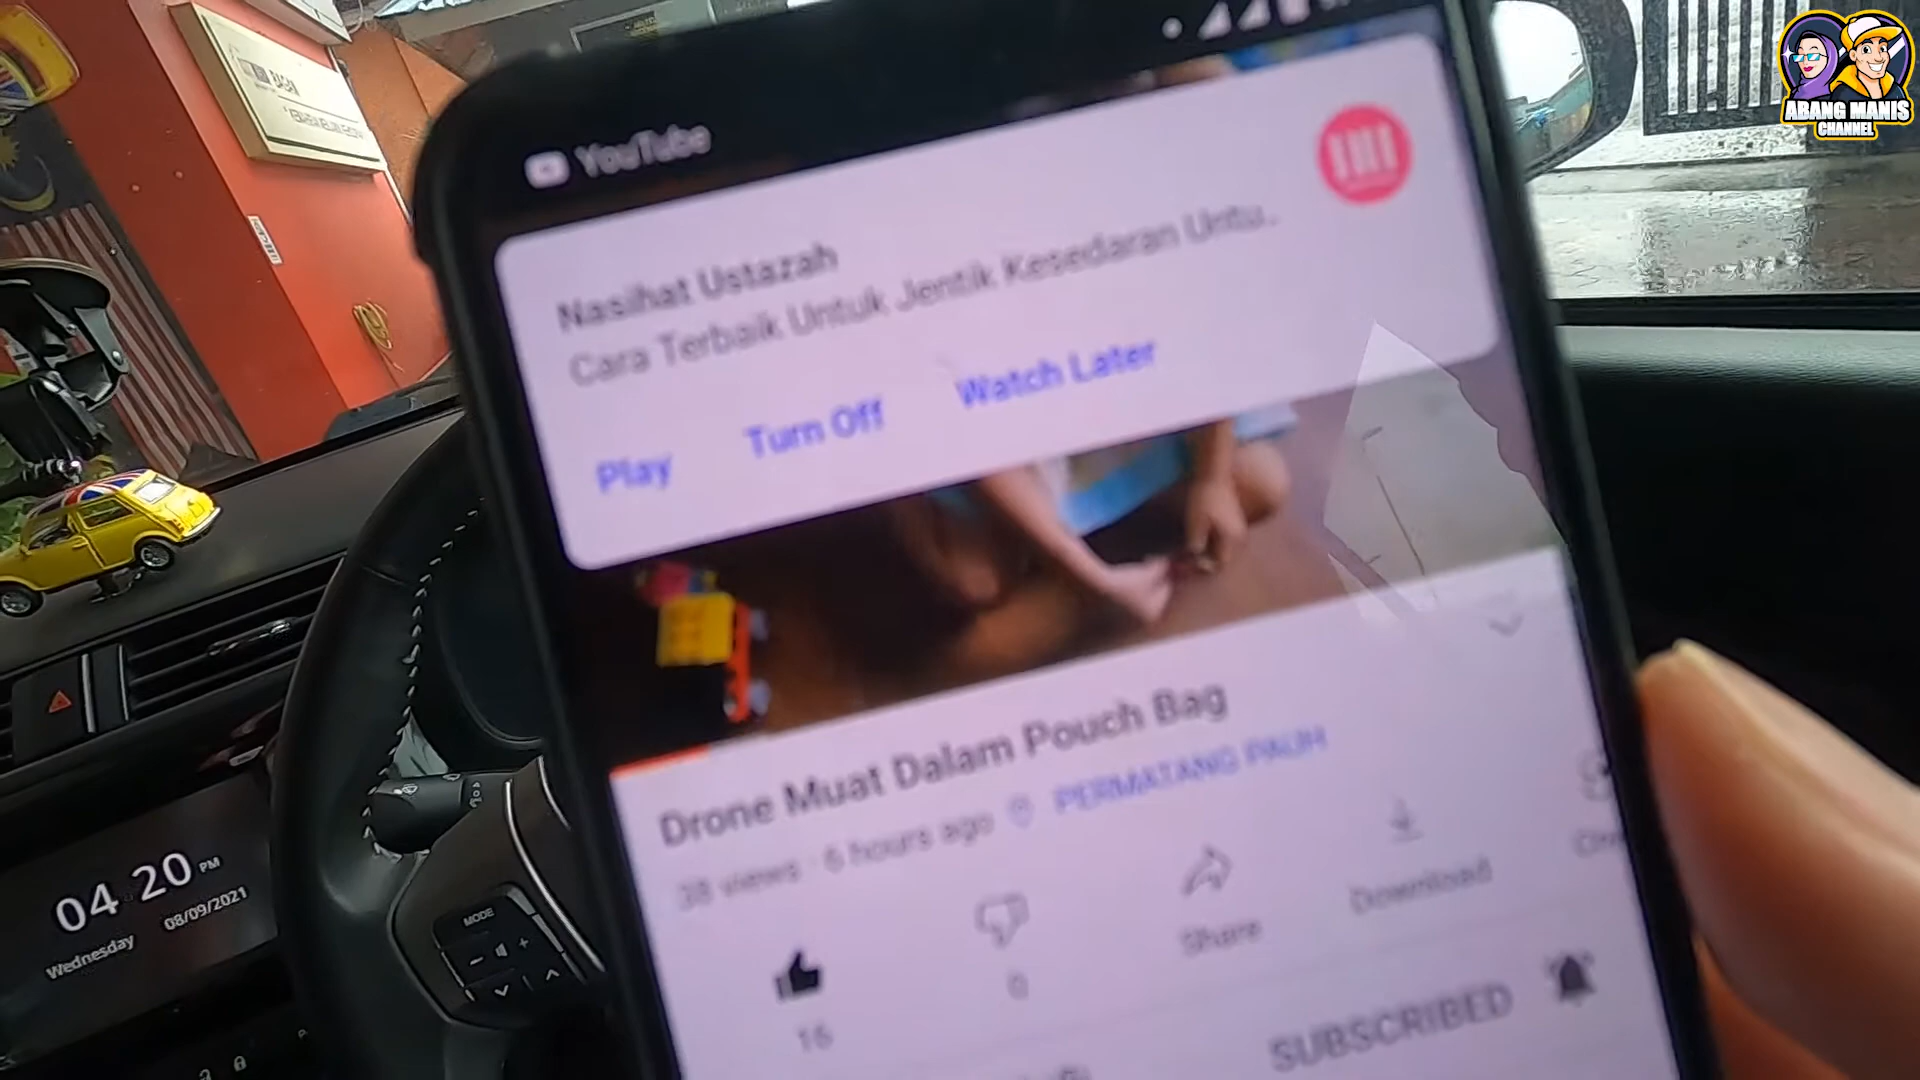 ABANG MANIS
CHANNEL
YouTube
Nasihat Ustazah
Cara Terbaik Untuk Jentik Kesedaran Untu..
Play
Turn Off
Watch Later
Drone Muat Dalam Pouch Bag
38 views · 6 hours ago
PERMATANG PAUH
16
0
Share
Download
SUBSCRIBED
04 20 PM
Wednesday
08/09/2021
MODE